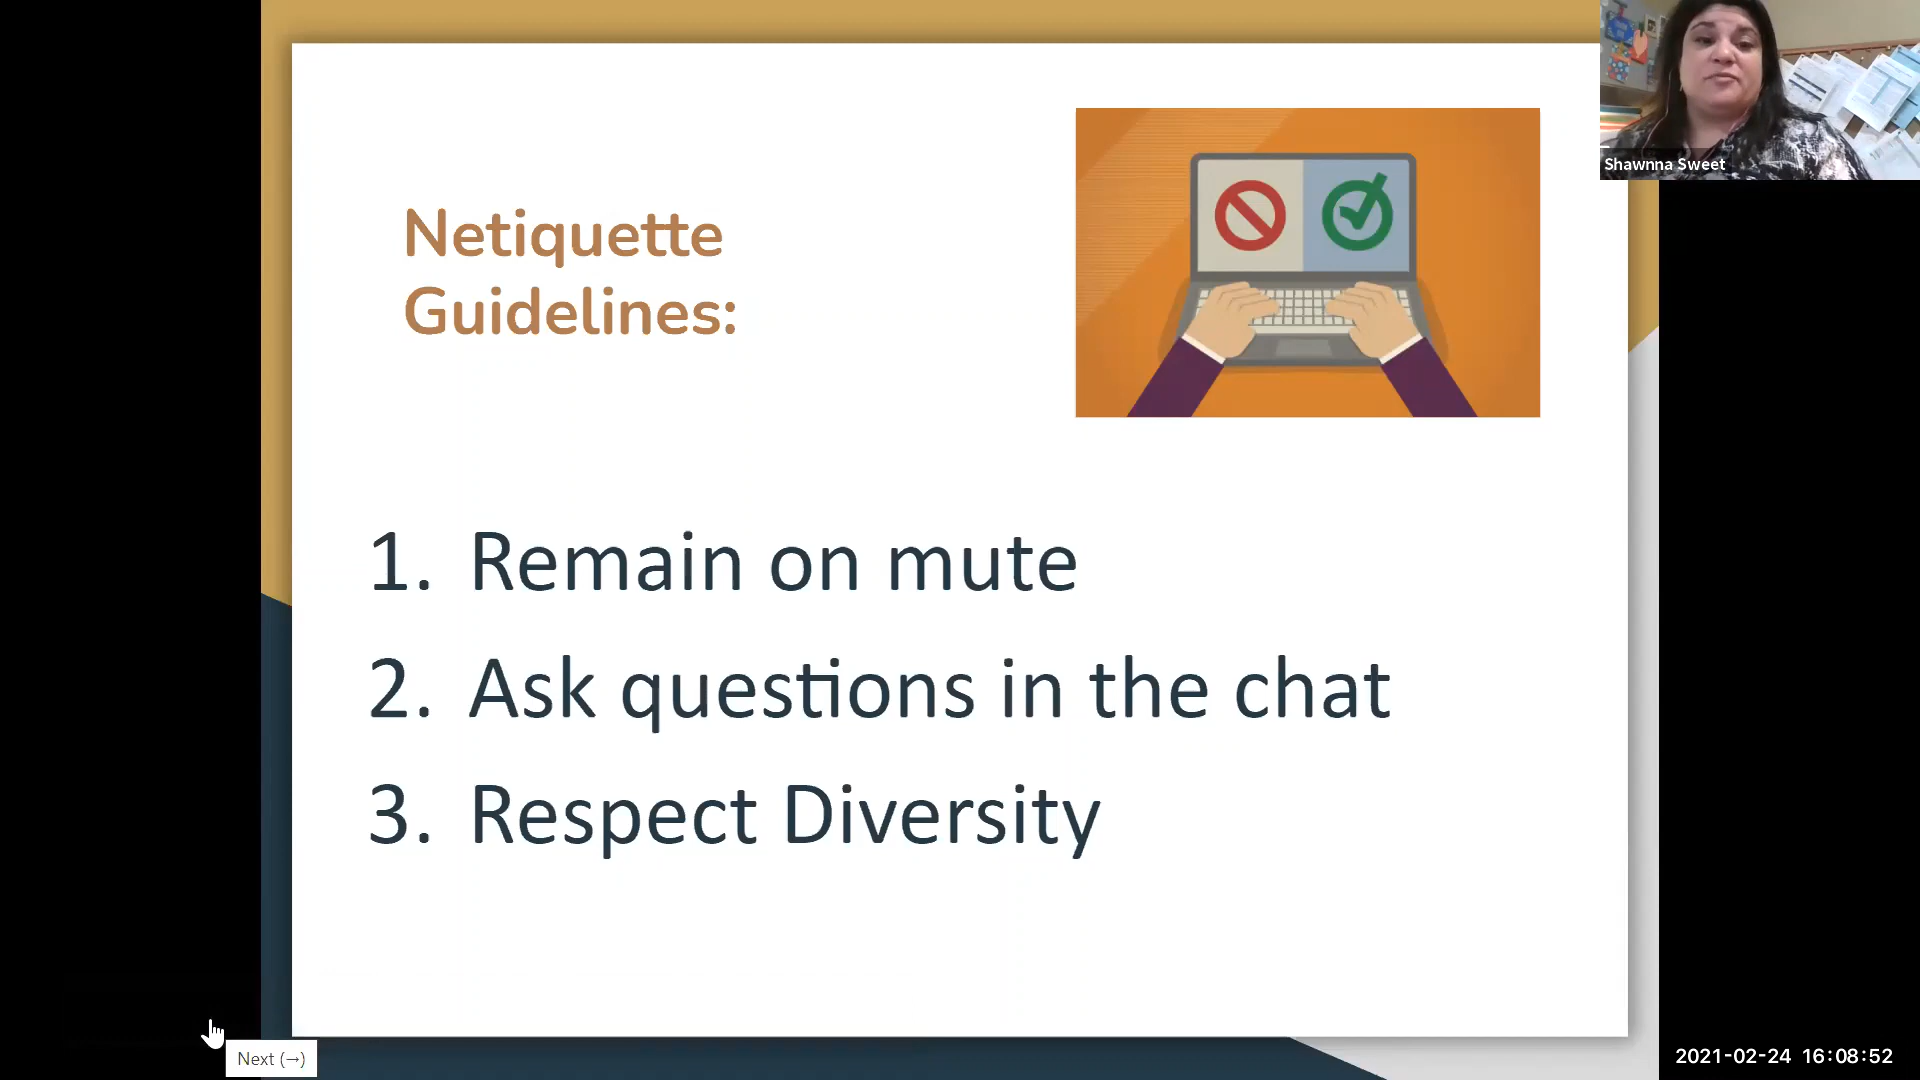 Shawnna Sweet
Netiquette
Guidelines:
1. Remain on mute
2. Ask questions in the chat
3. Respect Diversity
Next (→)
2021-02-24 16:08:52